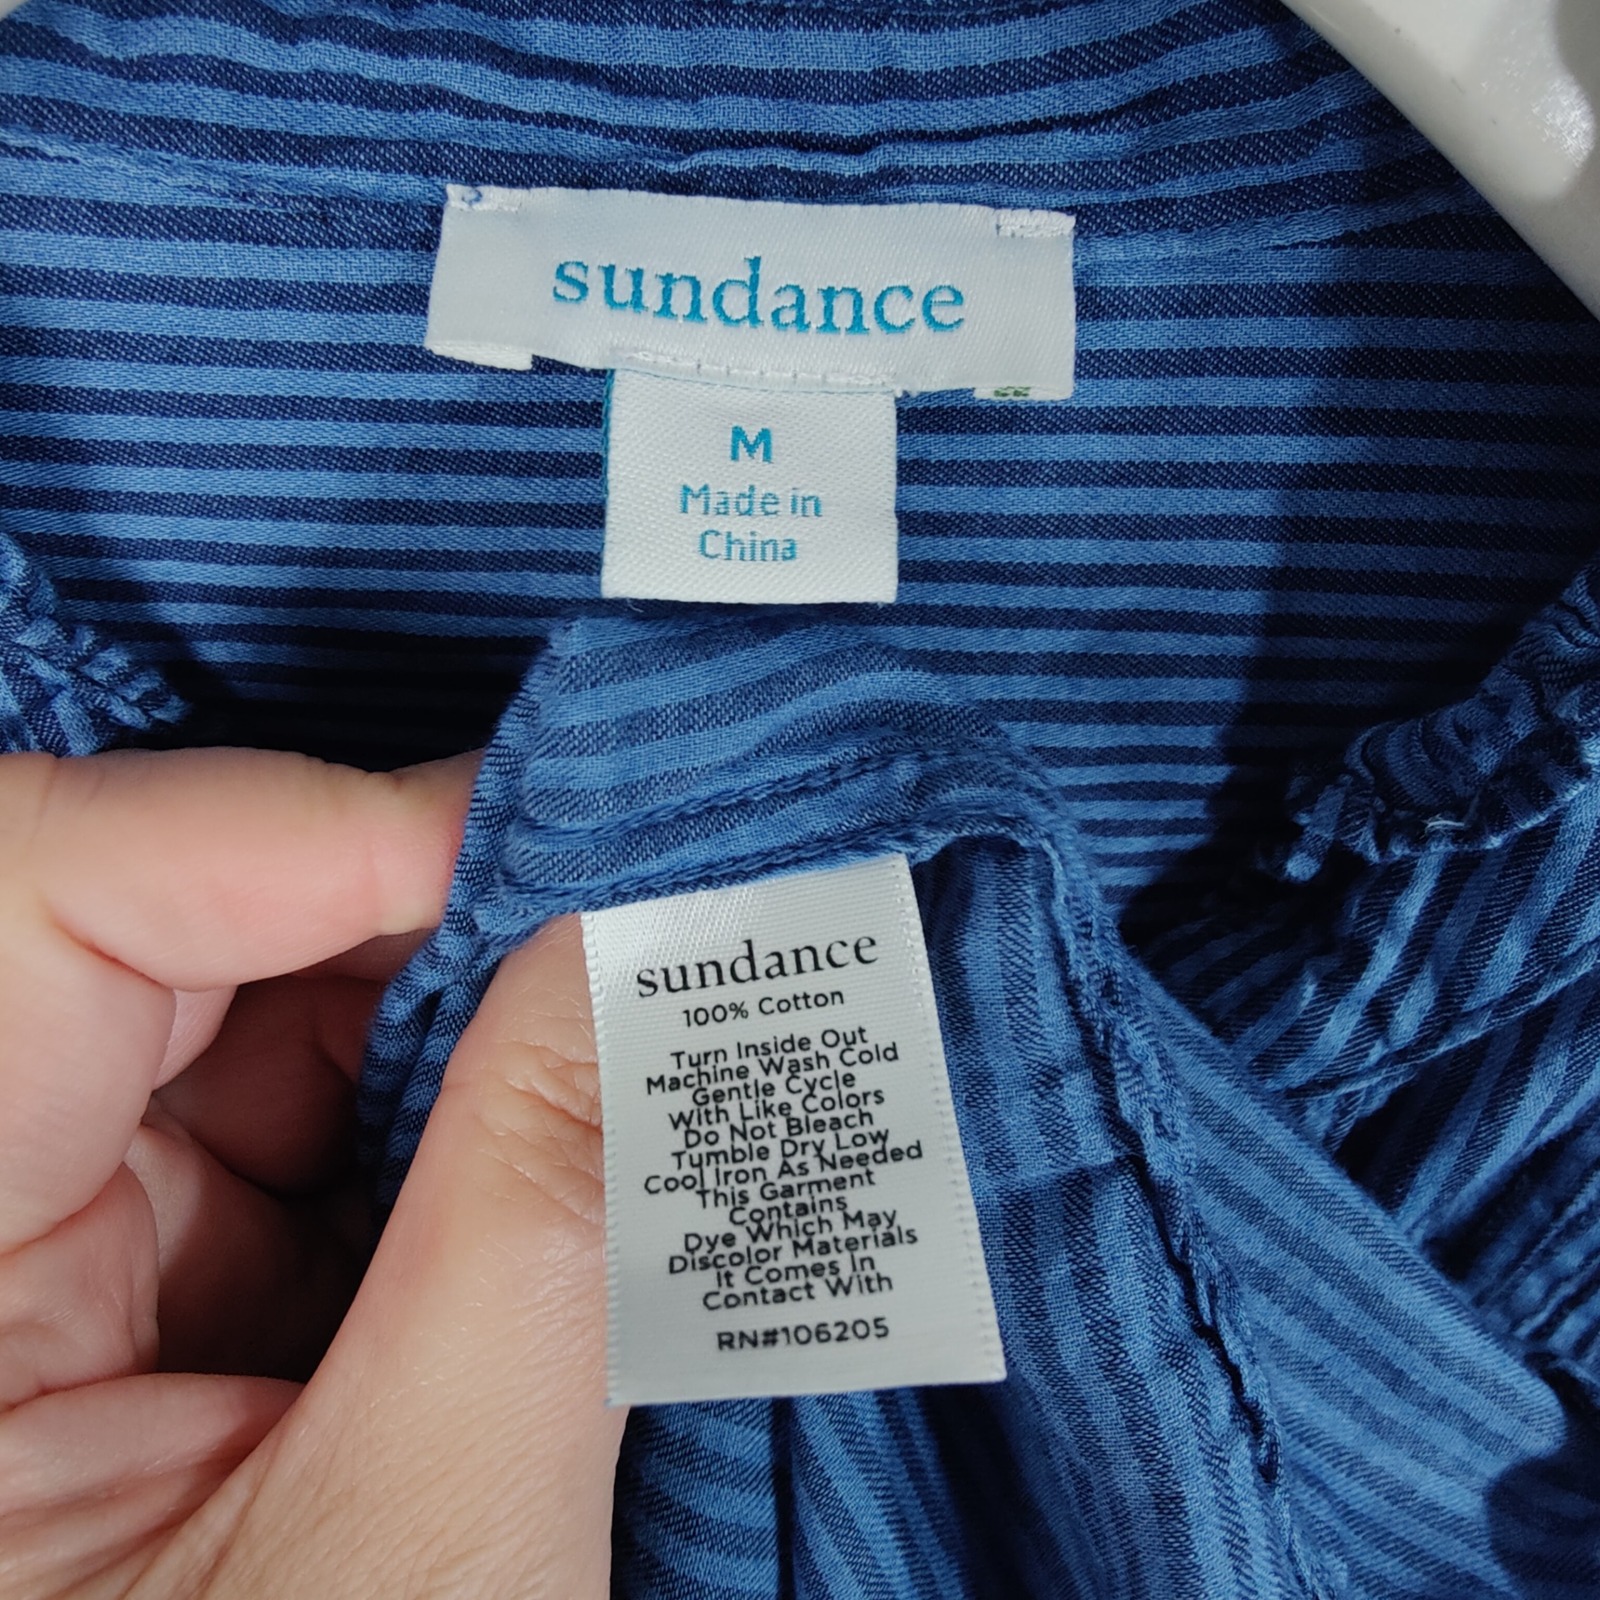 sundance
M
Made in
China
sundance
100% Cotton
Turn Inside Out
Machine Wash Cold
Gentle Cycle
With Like Colors
Do Not Bleach
Tumble Dry Low
Cool Iron As Needed
This Garment
Contains
Dye Which May
Discolor Materials
It Comes In
Contact With
RN#106205